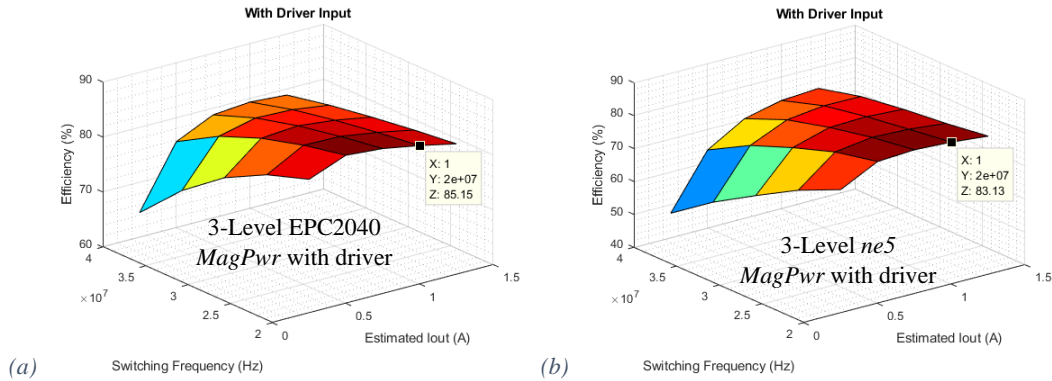 With Driver Input
90
80
70
60
Efficiency (%)
4
3.5
3
2.5
2
× 10^7
Switching Frequency (Hz)
0
0.5
1
1.5
Estimated Iout (A)
X: 1
Y: 2e+07
Z: 85.15
3-Level EPC2040
MagPwr with driver
(a)
With Driver Input
90
80
70
60
50
40
Efficiency (%)
4
3.5
3
2.5
2
× 10^7
Switching Frequency (Hz)
0
0.5
1
1.5
Estimated Iout (A)
X: 1
Y: 2e+07
Z: 83.13
3-Level ne5
MagPwr with driver
(b)